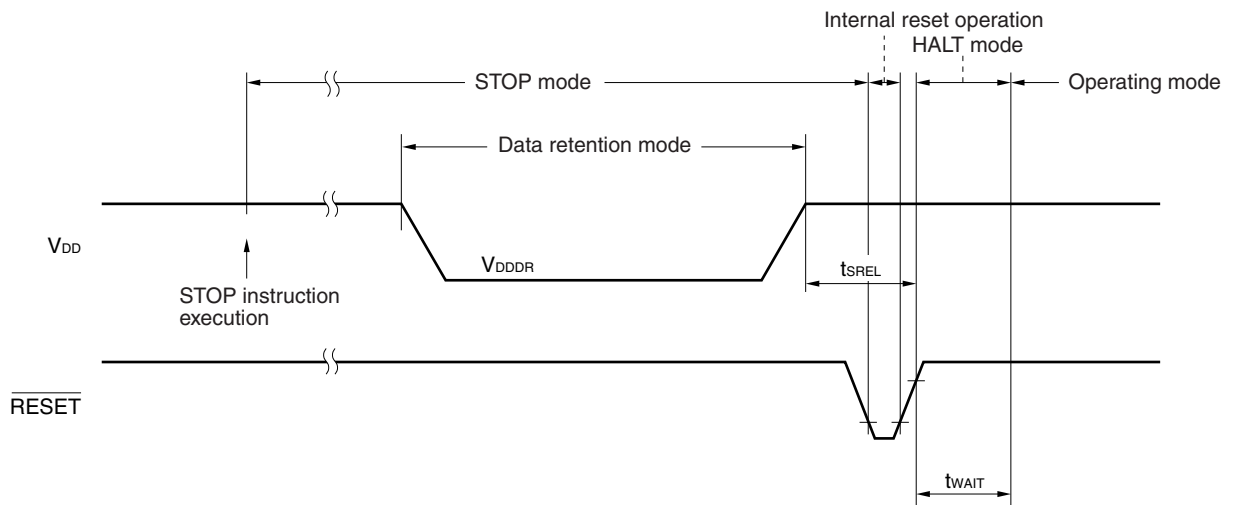 Internal reset operation
HALT mode
STOP mode
Operating mode
Data retention mode
VDD
VDDDR
tSREL
STOP instruction
execution
RESET
tWAIT